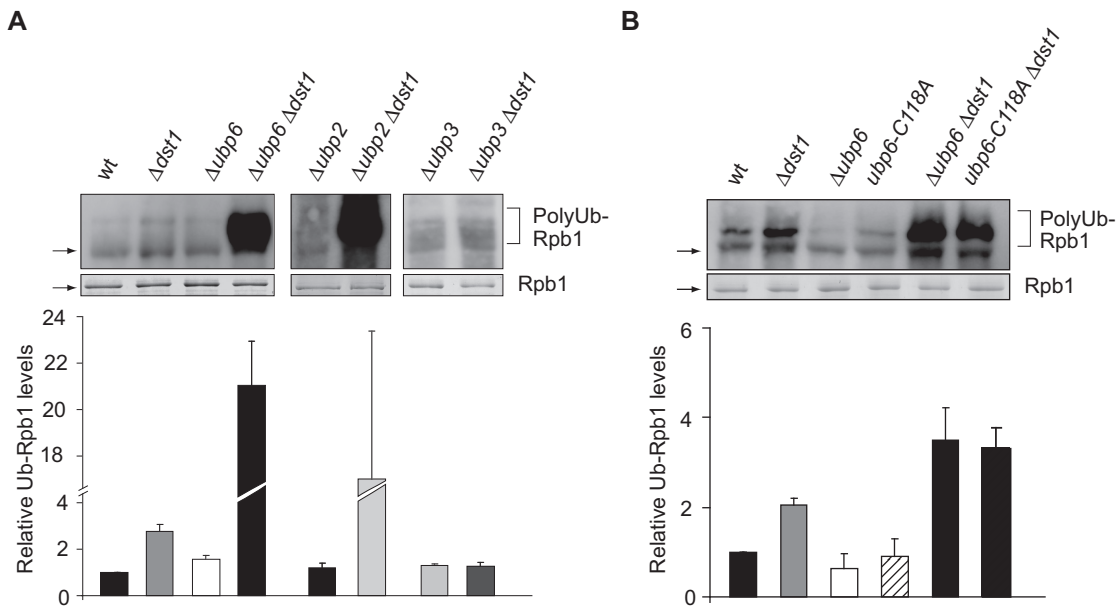 A
wt
Δdst1
Δubp6
Δubp6 Δdst1
Δubp2
Δubp2 Δdst1
Δubp3
Δubp3 Δdst1
PolyUb-
Rpb1
Rpb1
Relative Ub-Rpb1 levels
24
22
20
18
4
2
0
B
wt
Δdst1
Δubp6
ubp6-C118A
Δubp6 Δdst1
ubp6-C118A Δdst1
PolyUb-
Rpb1
Rpb1
Relative Ub-Rpb1 levels
6
4
2
0